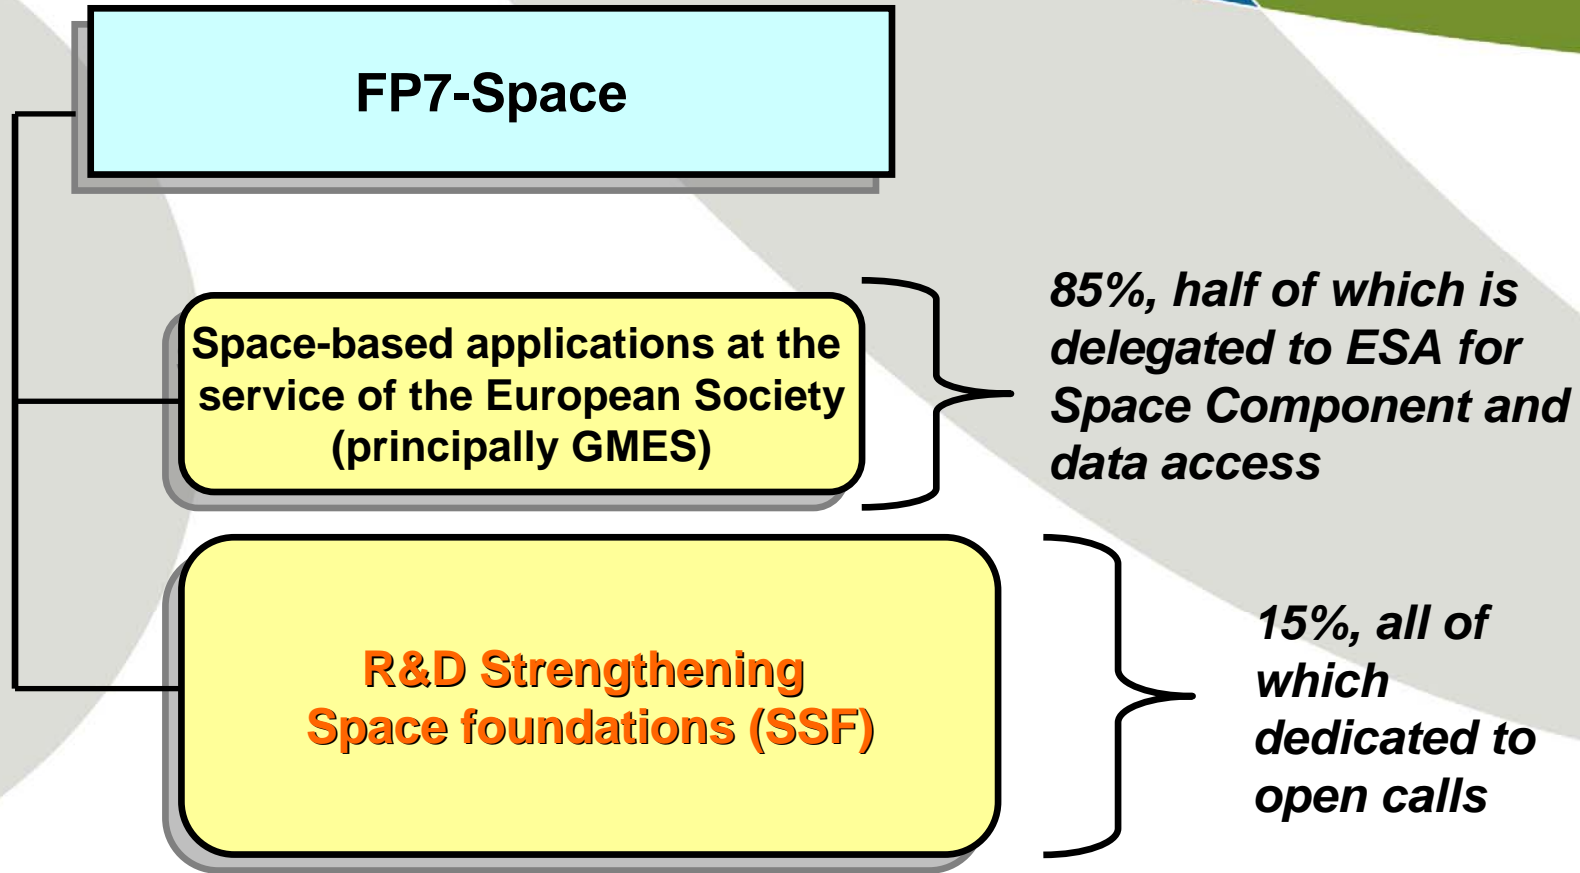 FP7-Space
Space-based applications at the
service of the European Society
(principally GMES)
85%, half of which is
delegated to ESA for
Space Component and
data access
R&D Strengthening
Space foundations (SSF)
15%, all of
which
dedicated to
open calls